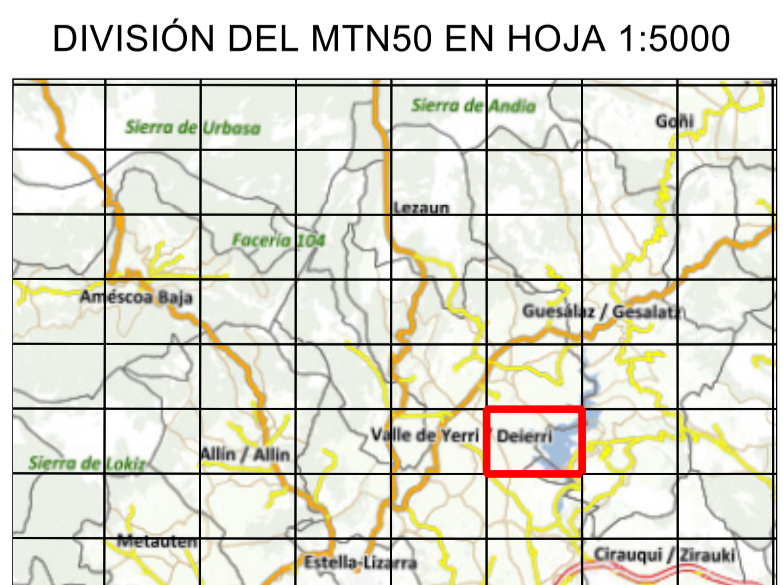 DIVISIÓN DEL MTN50 EN HOJA 1:5000
Sierra de Andia
Goñi
Sierra de Urbasa
Lezaun
Facería 104
Améscoa Baja
Guesálaz / Gesalatz
Valle de Yerri / Deierri
Allín / Allin
Sierra de Lokiz
Metauten
Estella-Lizarra
Cirauqui / Zirauki